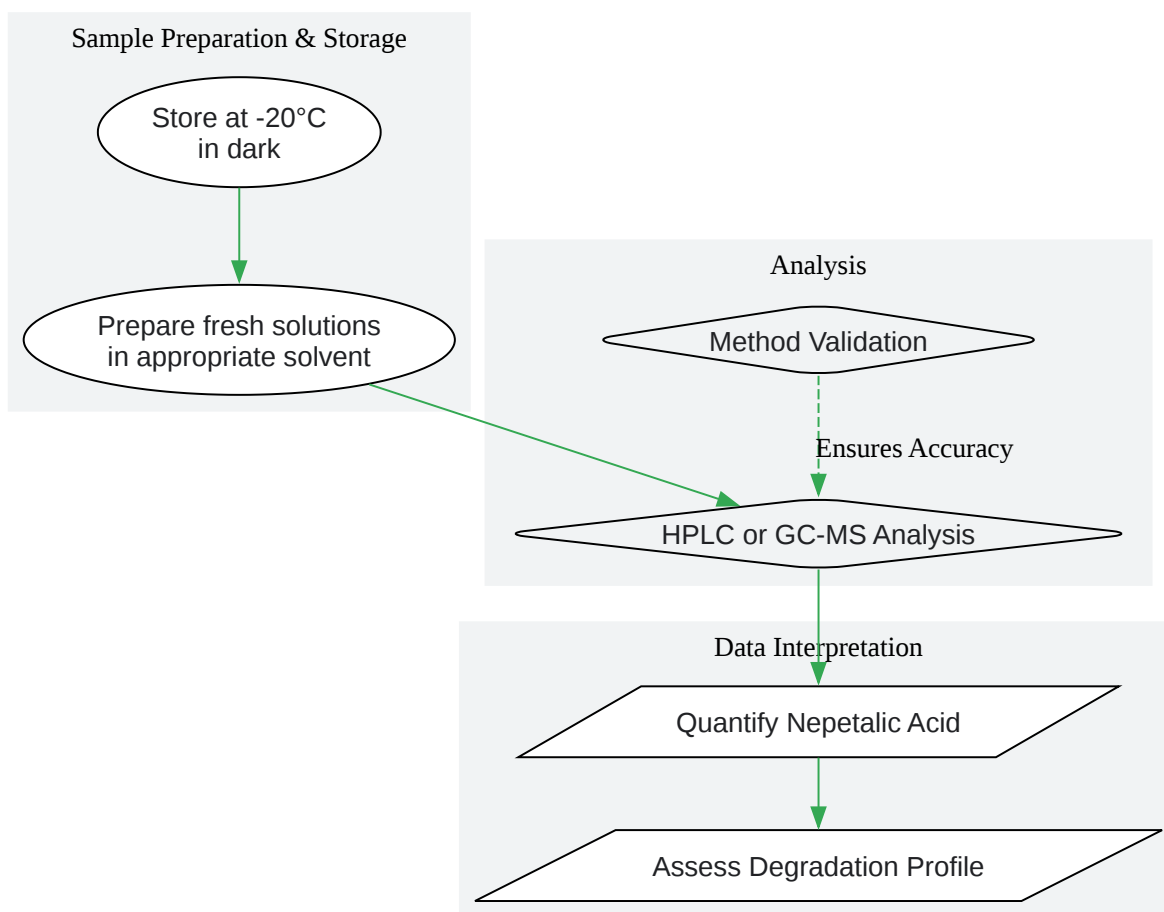 Sample Preparation & Storage
Store at -20°C
in dark
Prepare fresh solutions
in appropriate solvent
Analysis
Method Validation
Ensures Accuracy
HPLC or GC-MS Analysis
Data Interpretation
Quantify Nepetalic Acid
Assess Degradation Profile